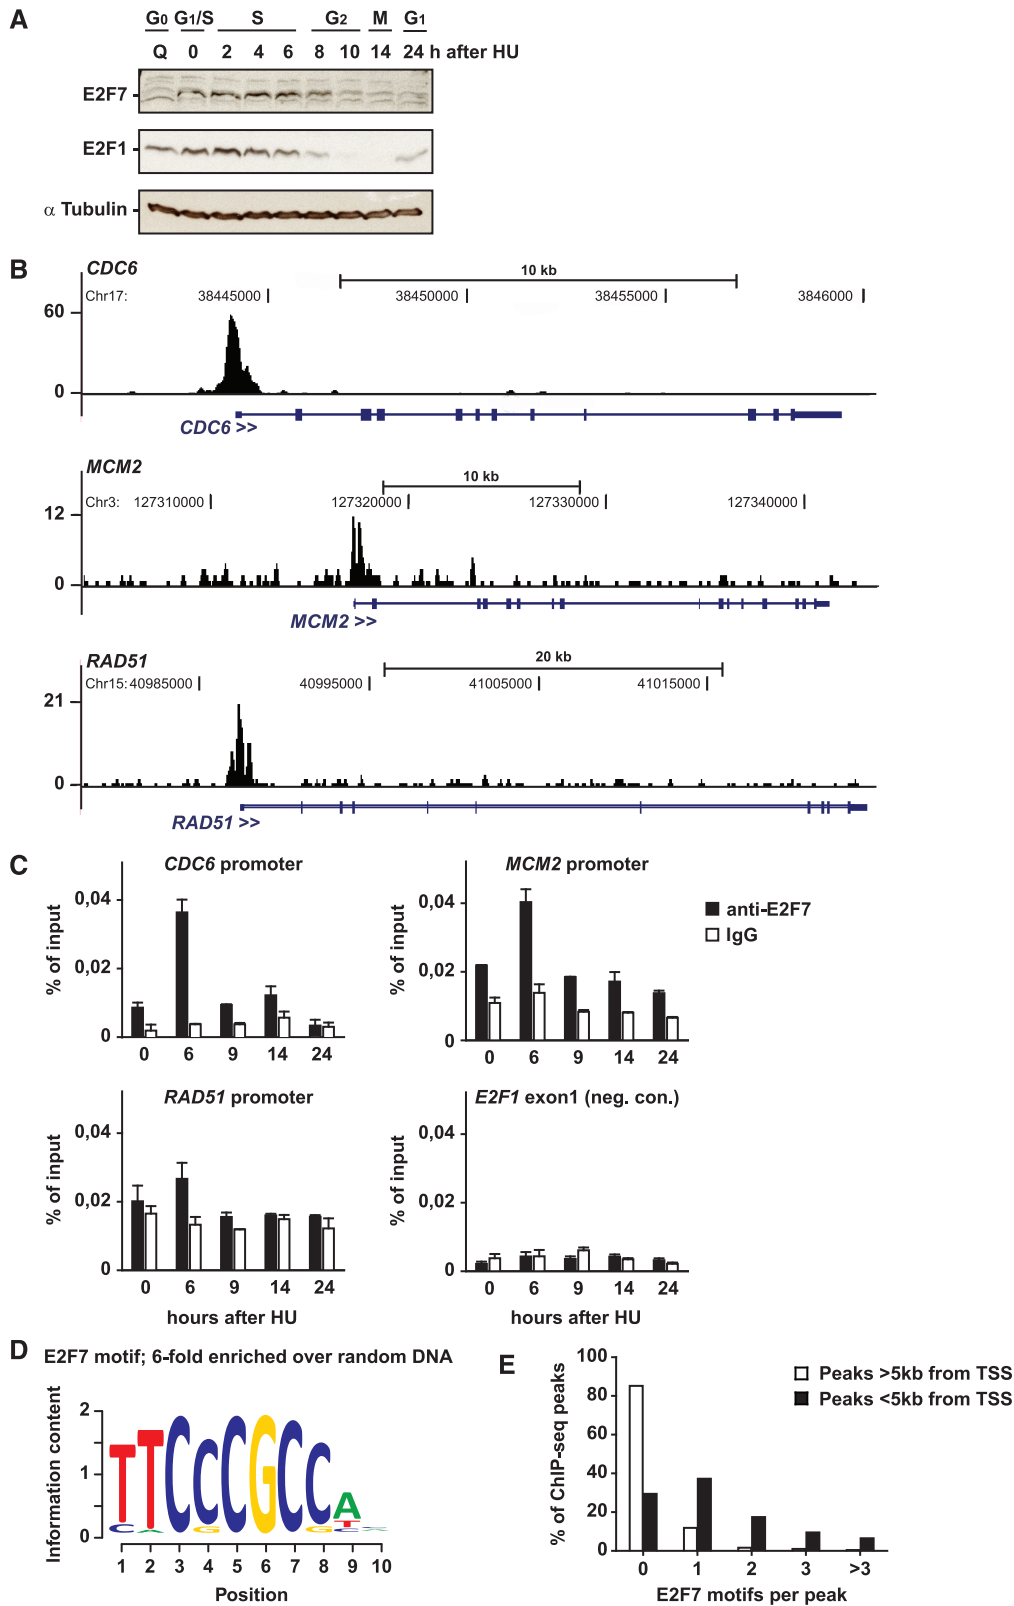 A
G0 G1/S S G2 M G1
Q 0 2 4 6 8 10 14 24 h after HU
E2F7
E2F1
α Tubulin
B
CDC6
10 kb
Chr17: 38445000 38450000 38455000 3846000
60
0
CDC6 >>
MCM2
10 kb
Chr3: 127310000 127320000 127330000 127340000
12
0
MCM2 >>
RAD51
20 kb
Chr15: 40985000 40995000 41005000 41015000
21
0
RAD51 >>
C
CDC6 promoter
% of input
0,04
0,02
0
0 6 9 14 24
MCM2 promoter
% of input
0,04
0,02
0
0 6 9 14 24
anti-E2F7
IgG
RAD51 promoter
% of input
0,04
0,02
0
0 6 9 14 24
hours after HU
E2F1 exon1 (neg. con.)
% of input
0,04
0,02
0
0 6 9 14 24
hours after HU
D
E2F7 motif; 6-fold enriched over random DNA
Information content
2
1
0
TTCCCGCCA
1 2 3 4 5 6 7 8 9 10
Position
E
% of ChIP-seq peaks
100
80
60
40
20
0
Peaks >5kb from TSS
Peaks <5kb from TSS
0 1 2 3 >3
E2F7 motifs per peak